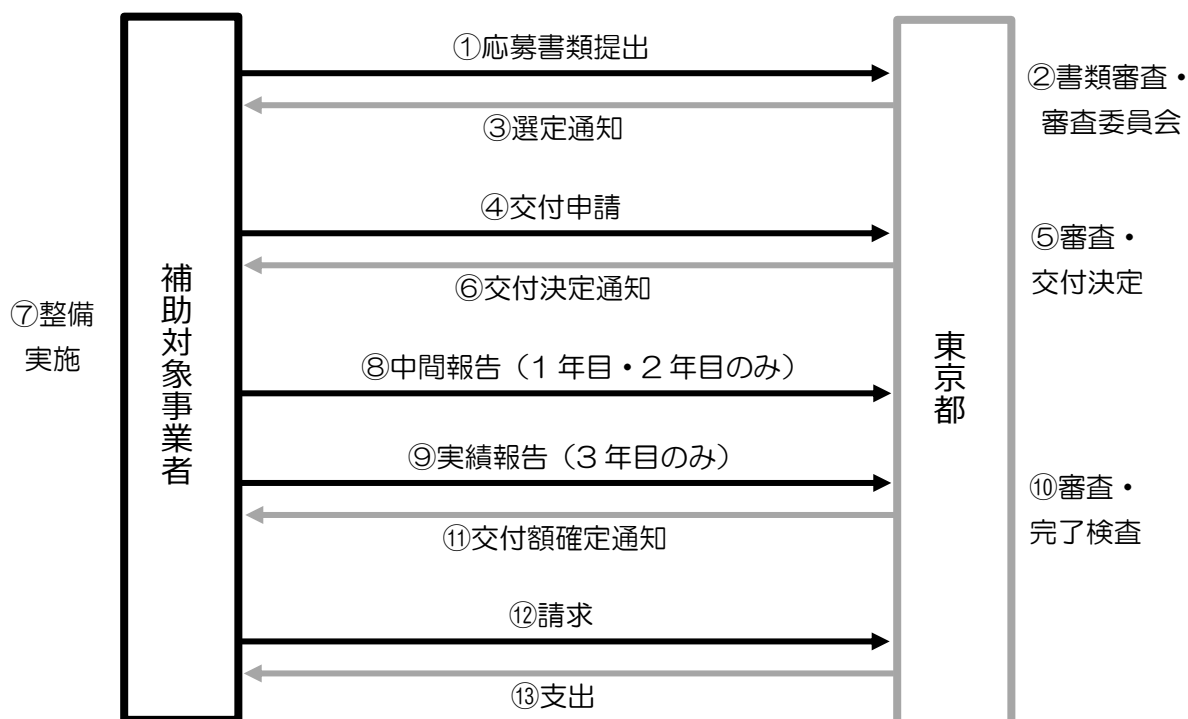 ①応募書類提出
②書類審査・
審査委員会
③選定通知
④交付申請
⑤審査・
交付決定
⑥交付決定通知
⑦整備
実施
補助対象事業者
東京都
⑧中間報告（1年目・2年目のみ）
⑨実績報告（3年目のみ）
⑩審査・
完了検査
⑪交付額確定通知
⑫請求
⑬支出